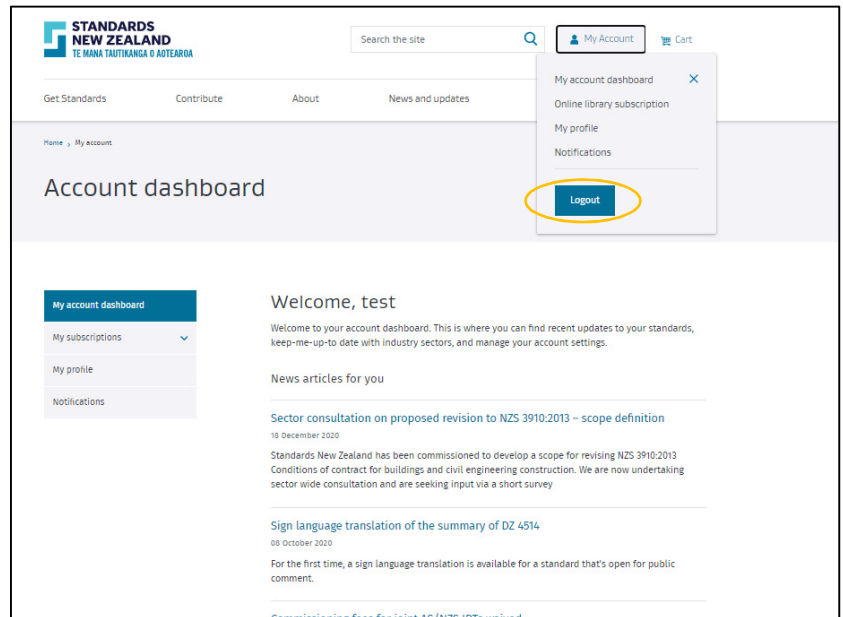 STANDARDS
NEW ZEALAND
TE MANA TAUTIKANGA O AOTEAROA
Search the site
My Account
Cart
Get Standards
Contribute
About
News and updates
My account dashboard
Online library subscription
My profile
Notifications
Logout
Home > My account
Account dashboard
My account dashboard
My subscriptions
My profile
Notifications
Welcome, test
Welcome to your account dashboard. This is where you can find recent updates to your standards,
keep-me-up-to date with industry sectors, and manage your account settings.
News articles for you
Sector consultation on proposed revision to NZS 3910:2013 – scope definition
18 December 2020
Standards New Zealand has been commissioned to develop a scope for revising NZS 3910:2013
Conditions of contract for buildings and civil engineering construction. We are now undertaking
sector wide consultation and are seeking input via a short survey
Sign language translation of the summary of DZ 4514
08 October 2020
For the first time, a sign language translation is available for a standard that's open for public
comment.